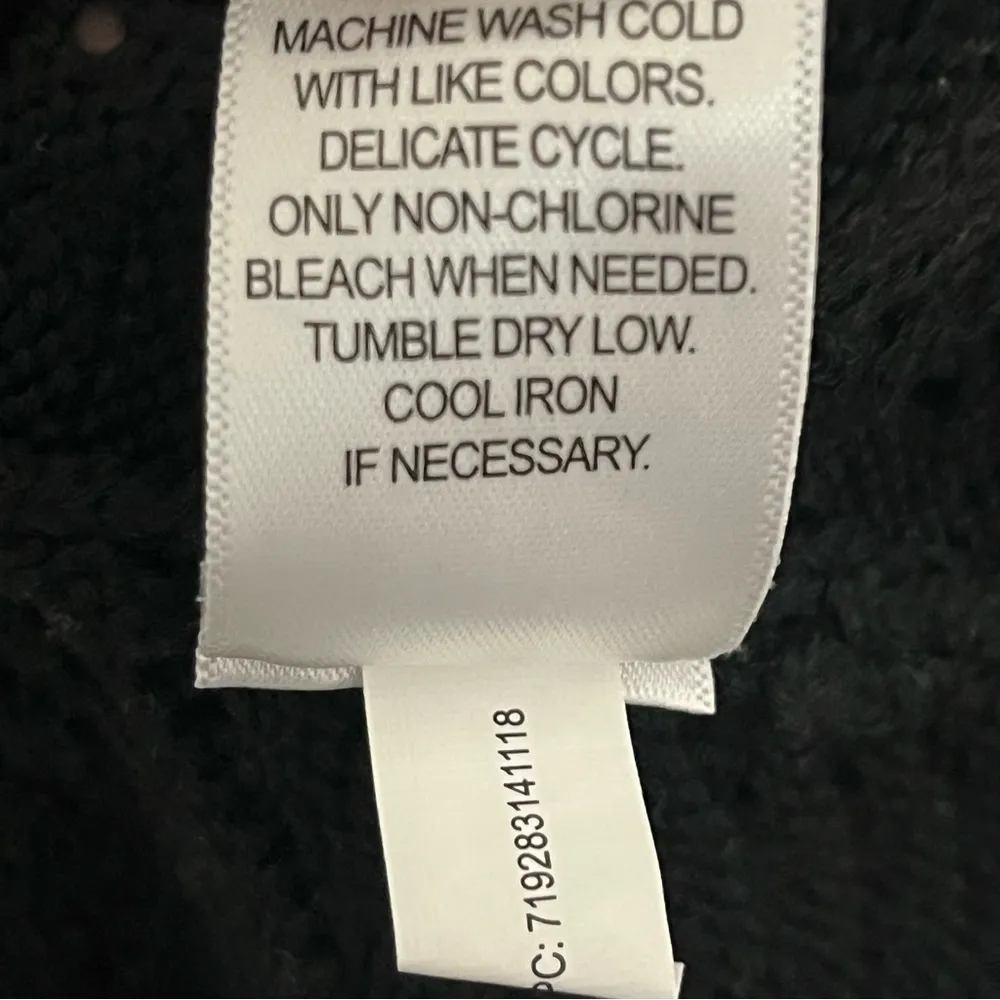 MACHINE WASH COLD
WITH LIKE COLORS.
DELICATE CYCLE.
ONLY NON-CHLORINE
BLEACH WHEN NEEDED.
TUMBLE DRY LOW.
COOL IRON
IF NECESSARY.
PC: 719283141118